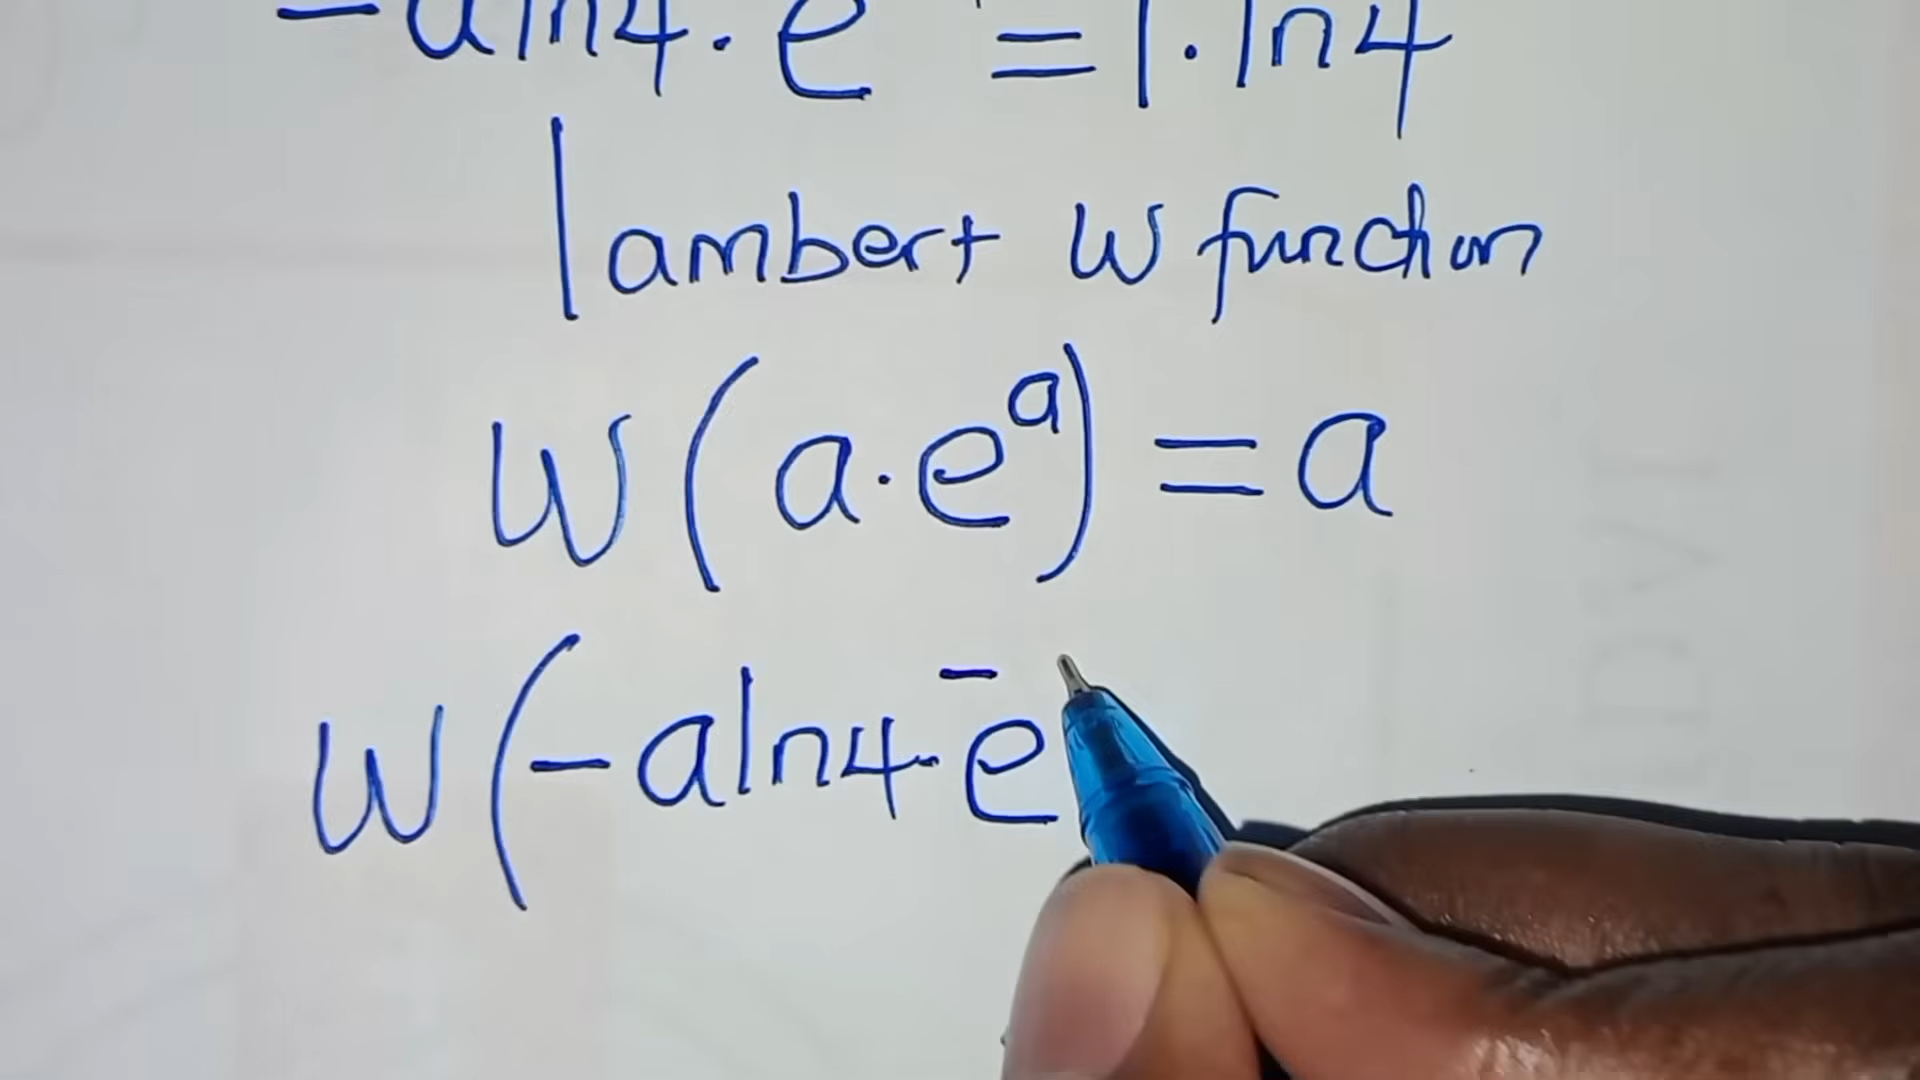 -aln4.e = 1.ln4
lambert W function
W(a.e^a) = a
W(-aln4.e^-